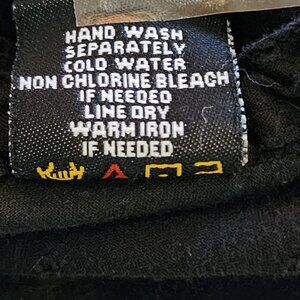 HAND WASH
SEPARATELY
COLD WATER
NON CHLORINE BLEACH
IF NEEDED
LINE DRY
WARM IRON
IF NEEDED